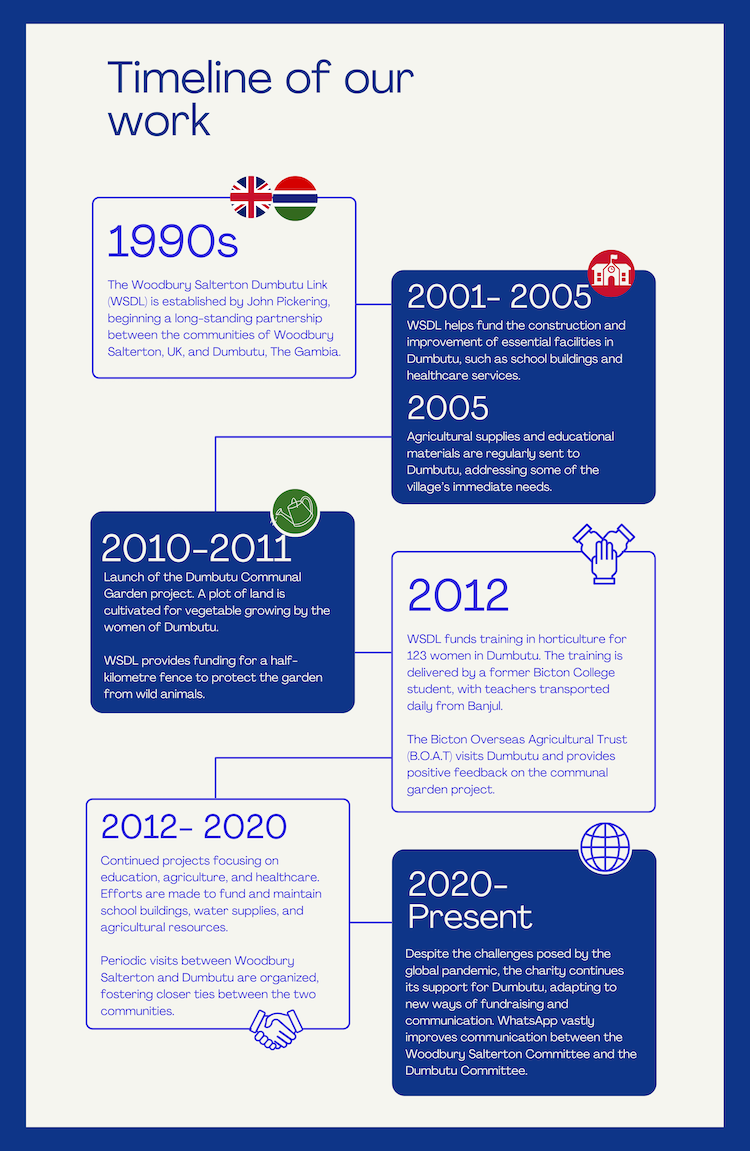 Timeline of our
work
1990s
The Woodbury Salterton Dumbutu Link
(WSDL) is established by John Pickering,
beginning a long-standing partnership
between the communities of Woodbury
Salterton, UK, and Dumbutu, The Gambia.
2001- 2005
WSDL helps fund the construction and
improvement of essential facilities in
Dumbutu, such as school buildings and
healthcare services.
2005
Agricultural supplies and educational
materials are regularly sent to
Dumbutu, addressing some of the
village's immediate needs.
2010-2011
Launch of the Dumbutu Communal
Garden project. A plot of land is
cultivated for vegetable growing by the
women of Dumbutu.
WSDL provides funding for a half-
kilometre fence to protect the garden
from wild animals.
2012
WSDL funds training in horticulture for
123 women in Dumbutu. The training is
delivered by a former Bicton College
student, with teachers transported
daily from Banjul.
The Bicton Overseas Agricultural Trust
(B.O.A.T) visits Dumbutu and provides
positive feedback on the communal
garden project.
2012- 2020
Continued projects focusing on
education, agriculture, and healthcare.
Efforts are made to fund and maintain
school buildings, water supplies, and
agricultural resources.
Periodic visits between Woodbury
Salterton and Dumbutu are organized,
fostering closer ties between the two
communities.
2020-
Present
Despite the challenges posed by the
global pandemic, the charity continues
its support for Dumbutu, adapting to
new ways of fundraising and
communication. WhatsApp vastly
improves communication between the
Woodbury Salterton Committee and the
Dumbutu Committee.